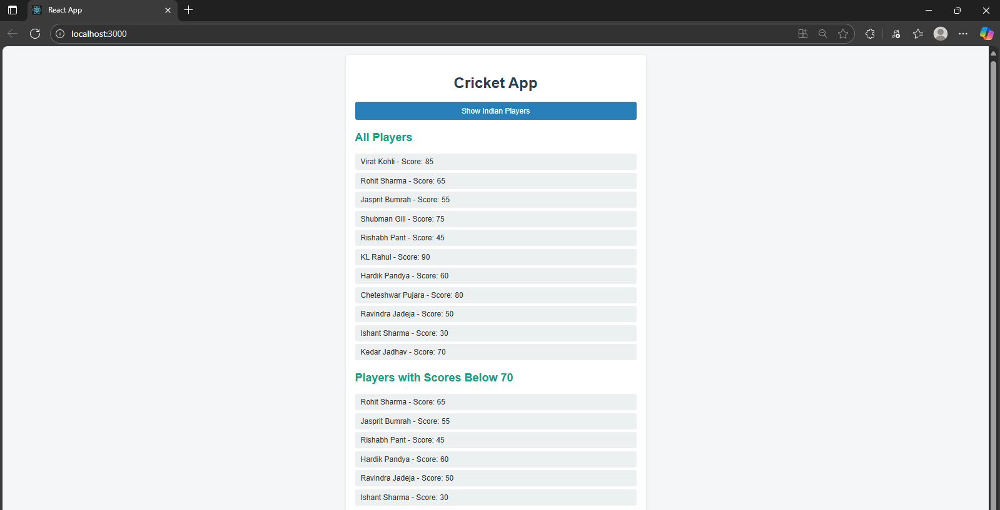 React App
localhost:3000
Cricket App
Show Indian Players
All Players
Virat Kohli - Score: 85
Rohit Sharma - Score: 65
Jasprit Bumrah - Score: 55
Shubman Gill - Score: 75
Rishabh Pant - Score: 45
KL Rahul - Score: 90
Hardik Pandya - Score: 60
Cheteshwar Pujara - Score: 80
Ravindra Jadeja - Score: 50
Ishant Sharma - Score: 30
Kedar Jadhav - Score: 70
Players with Scores Below 70
Rohit Sharma - Score: 65
Jasprit Bumrah - Score: 55
Rishabh Pant - Score: 45
Hardik Pandya - Score: 60
Ravindra Jadeja - Score: 50
Ishant Sharma - Score: 30